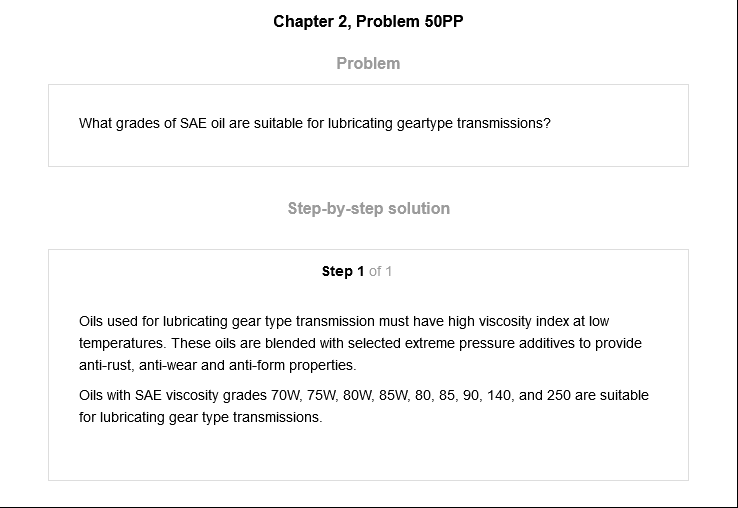 Chapter 2, Problem 50PP
Problem
What grades of SAE oil are suitable for lubricating geartype transmissions?
Step-by-step solution
Step 1 of 1
Oils used for lubricating gear type transmission must have high viscosity index at low
temperatures. These oils are blended with selected extreme pressure additives to provide
anti-rust, anti-wear and anti-form properties.
Oils with SAE viscosity grades 70W, 75W, 80W, 85W, 80, 85, 90, 140, and 250 are suitable
for lubricating gear type transmissions.